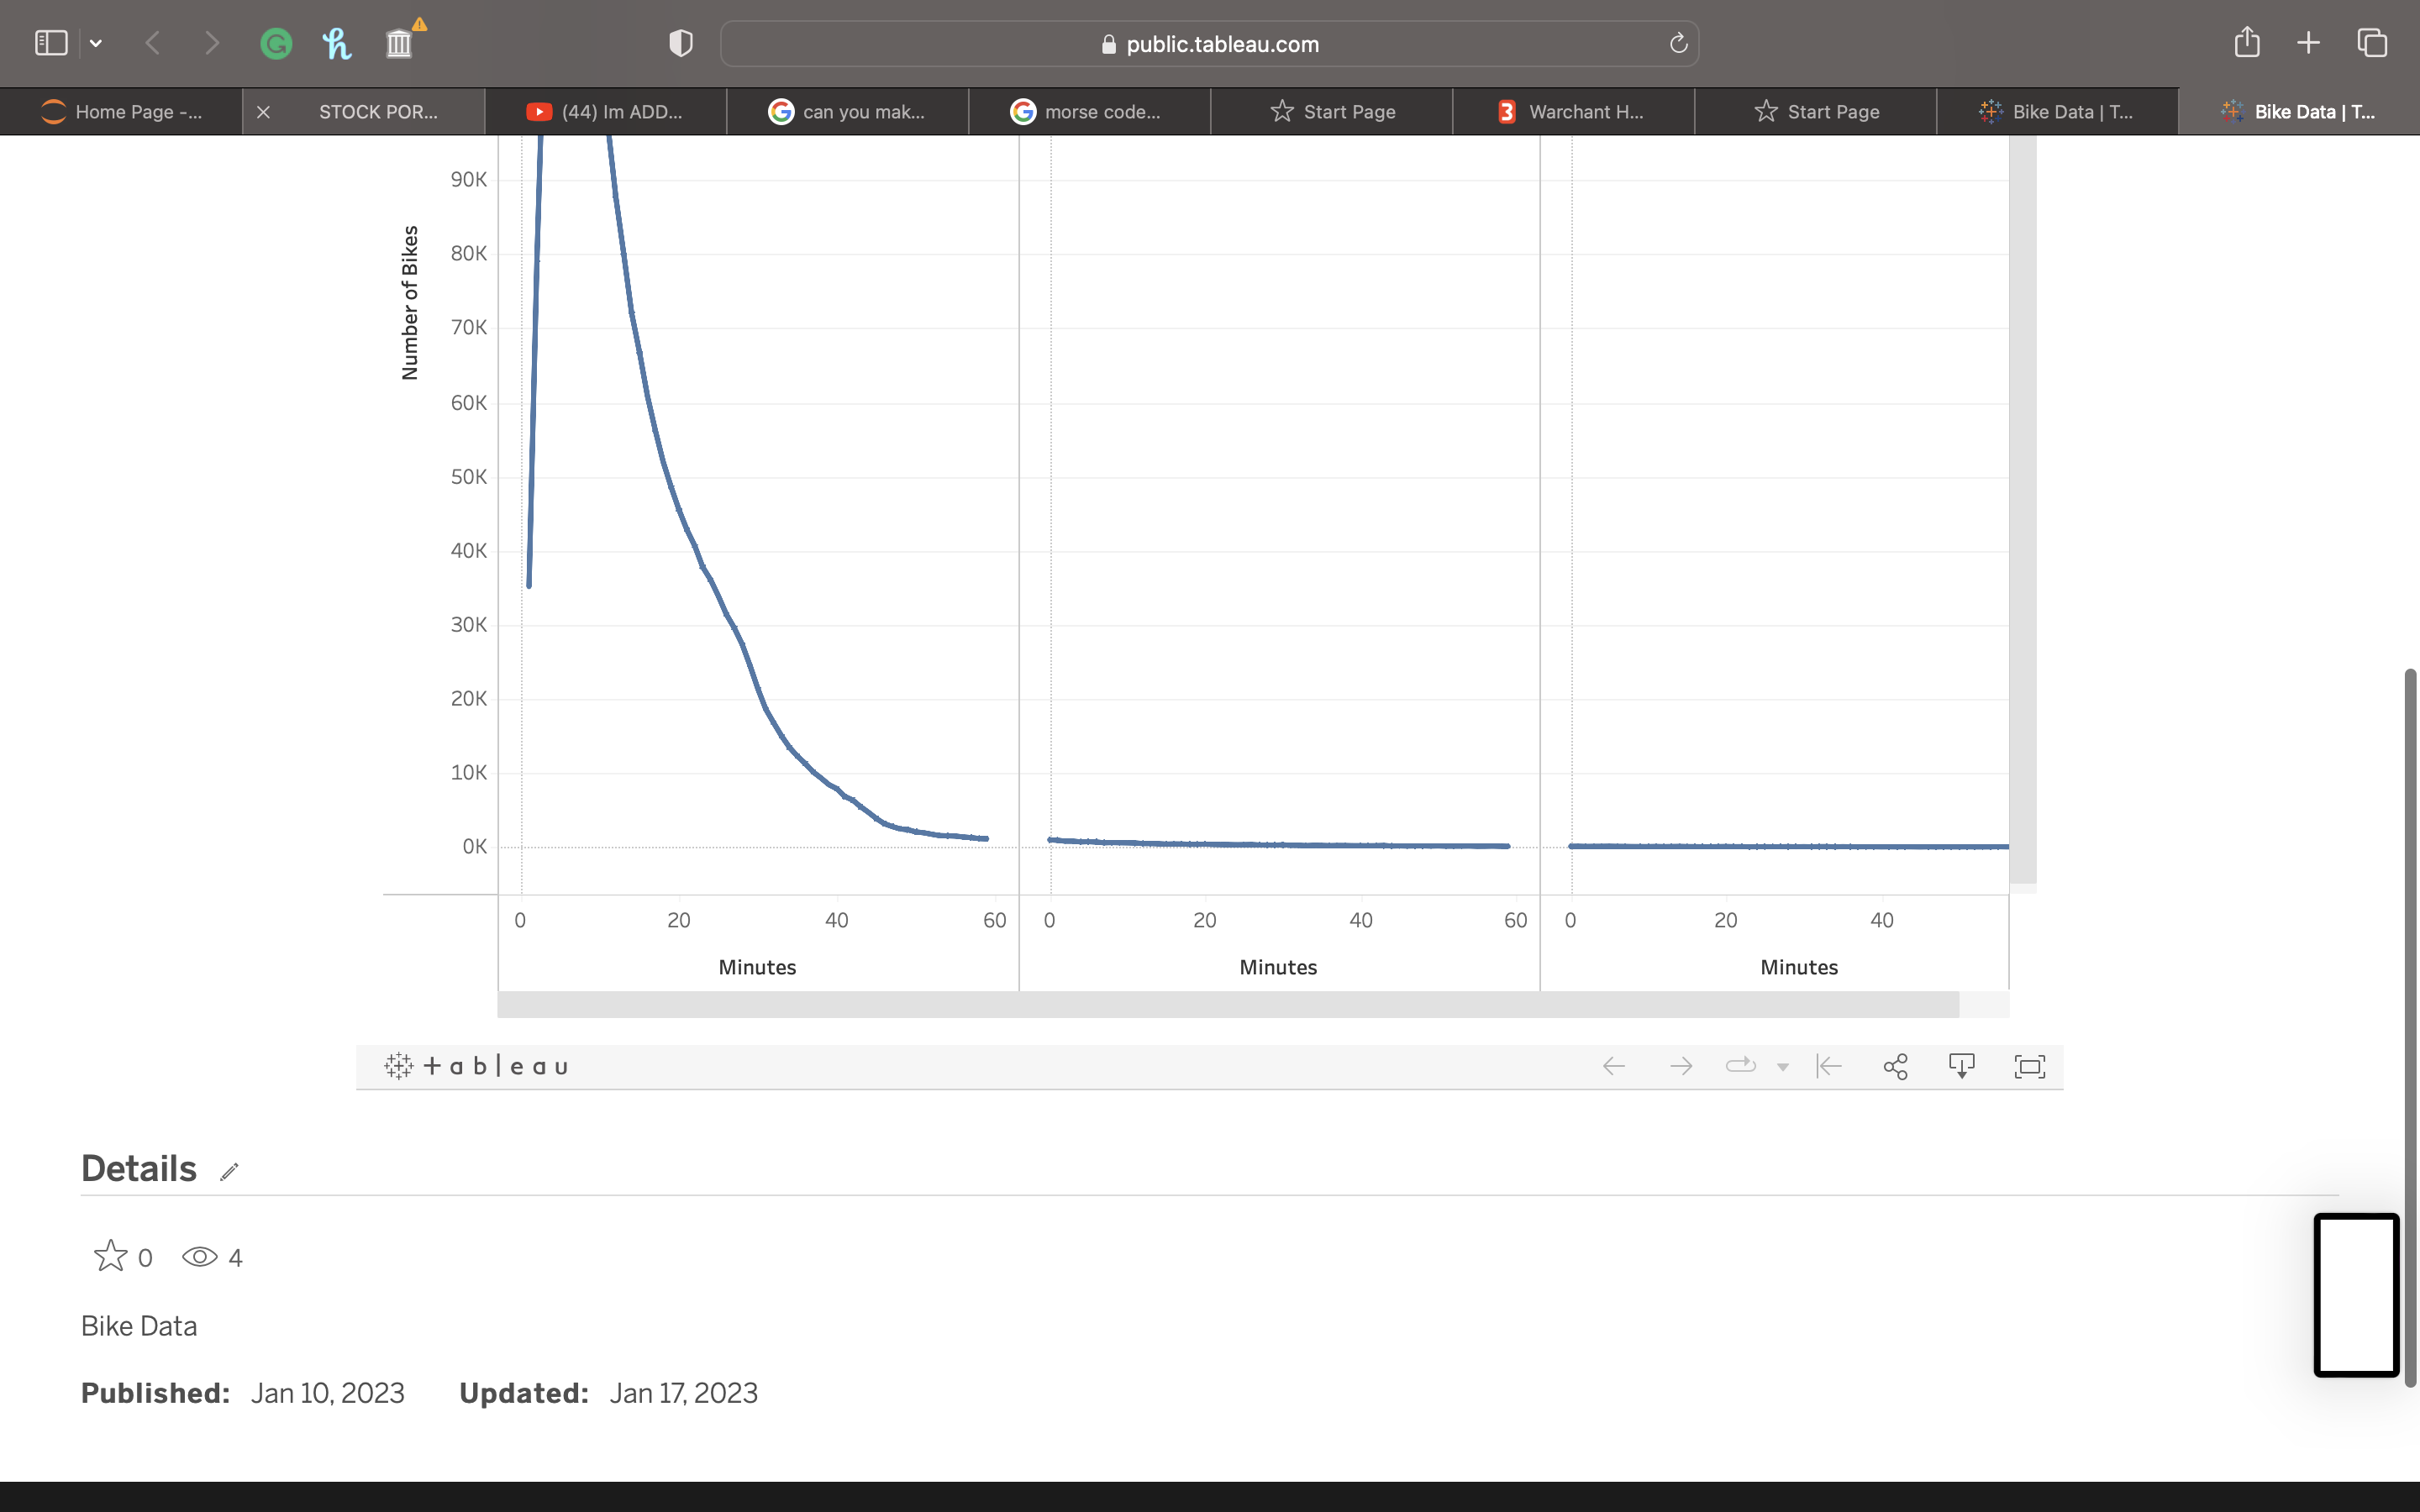 public.tableau.com
Home Page -...
STOCK POR...
(44) Im ADD...
can you mak...
morse code...
Start Page
Warchant H...
Start Page
Bike Data | T...
Bike Data | T...
Number of Bikes
90K
80K
70K
60K
50K
40K
30K
20K
10K
0K
0 20 40 60 0 20 40 60 0 20 40
Minutes Minutes Minutes
+ableau
Details
0 4
Bike Data
Published: Jan 10, 2023 Updated: Jan 17, 2023